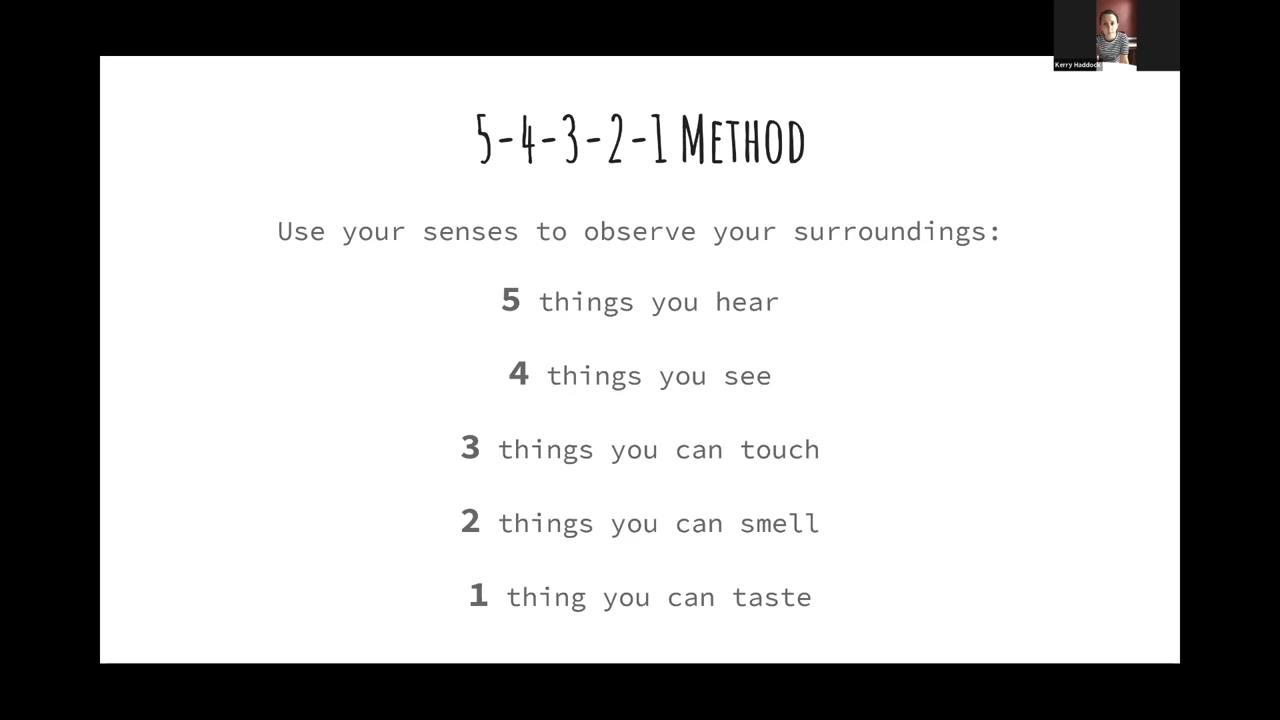 Kerry Haddock
5-4-3-2-1 Method
Use your senses to observe your surroundings:
5 things you hear
4 things you see
3 things you can touch
2 things you can smell
1 thing you can taste